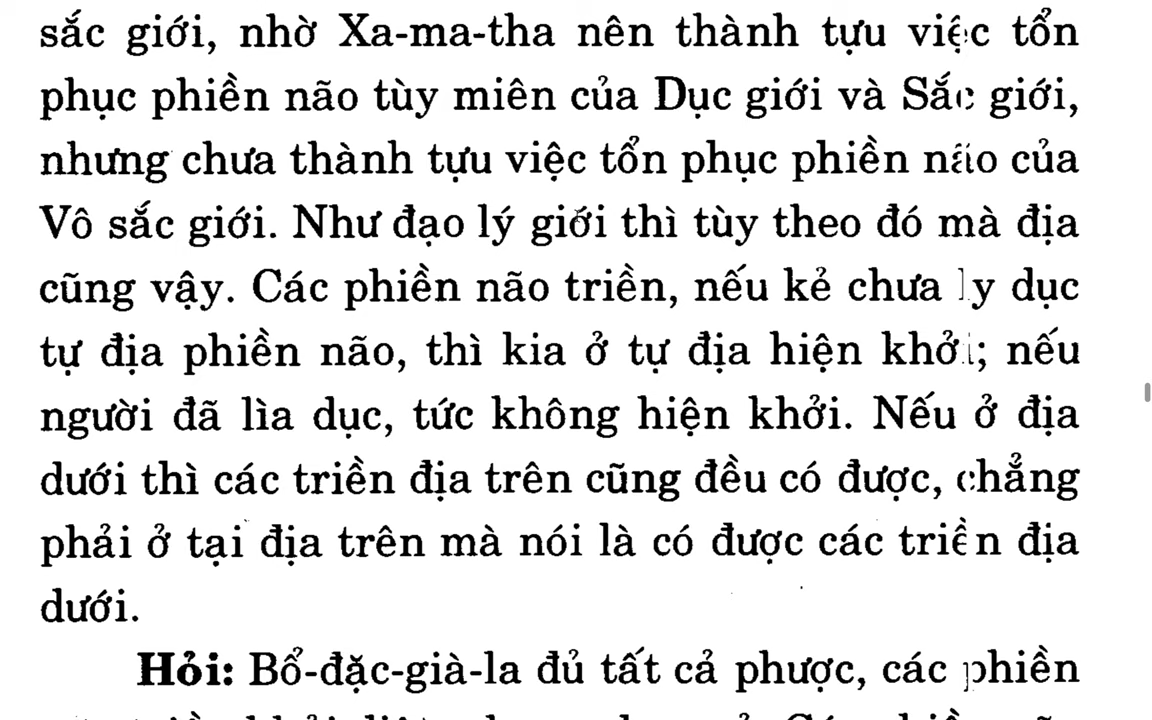 sắc giới, nhờ Xa-ma-tha nên thành tựu việc tổn
phục phiền não tùy miên của Dục giới và Sắc giới,
nhưng chưa thành tựu việc tổn phục phiền não của
Vô sắc giới. Như đạo lý giới thì tùy theo đó mà địa
cũng vậy. Các phiền não triền, nếu kẻ chưa ly dục
tự địa phiền não, thì kia ở tự địa hiện khởi; nếu
người đã lìa dục, tức không hiện khởi. Nếu ở địa
dưới thì các triền địa trên cũng đều có được, chẳng
phải ở tại địa trên mà nói là có được các triền địa
dưới.
Hỏi: Bổ-đặc-già-la đủ tất cả phược, các phiền